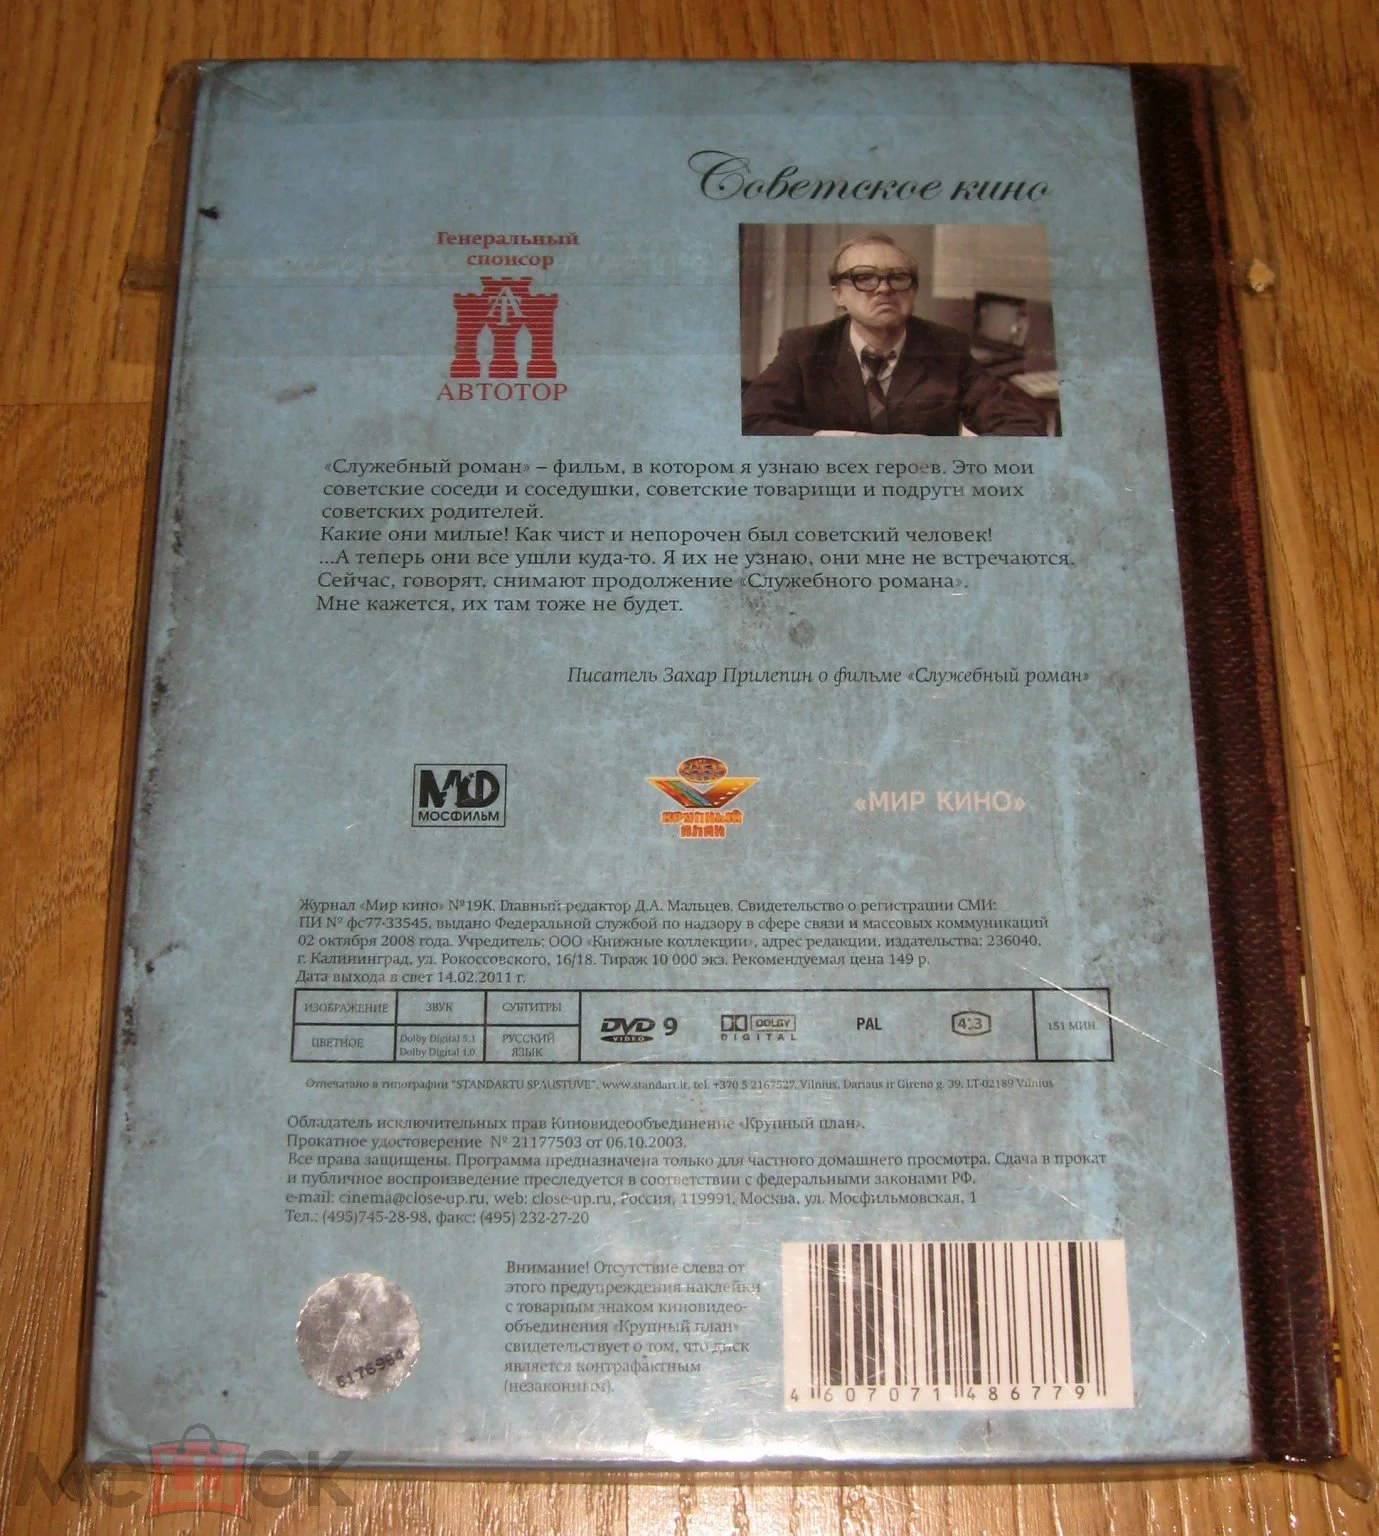 Советское кино
Генеральный
спонсор
АВТОТОР
«Служебный роман» – фильм, в котором я узнаю всех героев. Это мои
советские соседи и соседушки, советские товарищи и подруги моих
советских родителей.
Какие они милые! Как чист и непорочен был советский человек!
...А теперь они все ушли куда-то. Я их не узнаю, они мне не встречаются.
Сейчас, говорят, снимают продолжение «Служебного романа».
Мне кажется, их там тоже не будет.
Писатель Захар Прилепин о фильме «Служебный роман»
МОСФИЛЬМ
КРУПНЫЙ
ПЛАН
«МИР КИНО»
Журнал «Мир кино» №19К. Главный редактор Д.А. Мальцев. Свидетельство о регистрации СМИ:
ПИ № фс77-33545, выдано Федеральной службой по надзору в сфере связи и массовых коммуникаций
02 октября 2008 года. Учредитель: ООО «Книжные коллекции», адрес редакции, издательства: 236040,
г. Калининград, ул. Рокоссовского, 16/18. Тираж 10 000 экз. Рекомендуемая цена 149 р.
Дата выхода в свет 14.02.2011 г.
ИЗОБРАЖЕНИЕ ЗВУК СУБТИТРЫ
ЦВЕТНОЕ Dolby Digital 5.1 РУССКИЙ
Dolby Digital 1.0 ЯЗЫК
DVD 9 DOLBY PAL 4:3 151 МИН.
VIDEO DIGITAL
Отпечатано в типографии "STANDARTU SPAUSTUVE", www.standart.lt, tel. +370 5 2167527, Vilnius, Dariaus ir Gireno g. 39, LT-02189 Vilnius
Обладатель исключительных прав Киновидеообъединение «Крупный план».
Прокатное удостоверение № 21177503 от 06.10.2003.
Все права защищены. Программа предназначена только для частного домашнего просмотра. Сдача в прокат
и публичное воспроизведение преследуется в соответствии с федеральными законами РФ.
e-mail: cinema@close-up.ru, web: close-up.ru, Россия, 119991, Москва, ул. Мосфильмовская, 1
Тел.: (495)745-28-98, факс: (495) 232-27-20
Внимание! Отсутствие слева от
этого предупреждения наклейки
с товарным знаком киновидео-
объединения «Крупный план»
свидетельствует о том, что диск
является контрафактным
(незаконным).
E176964
4 607071 486779
МЕШОК